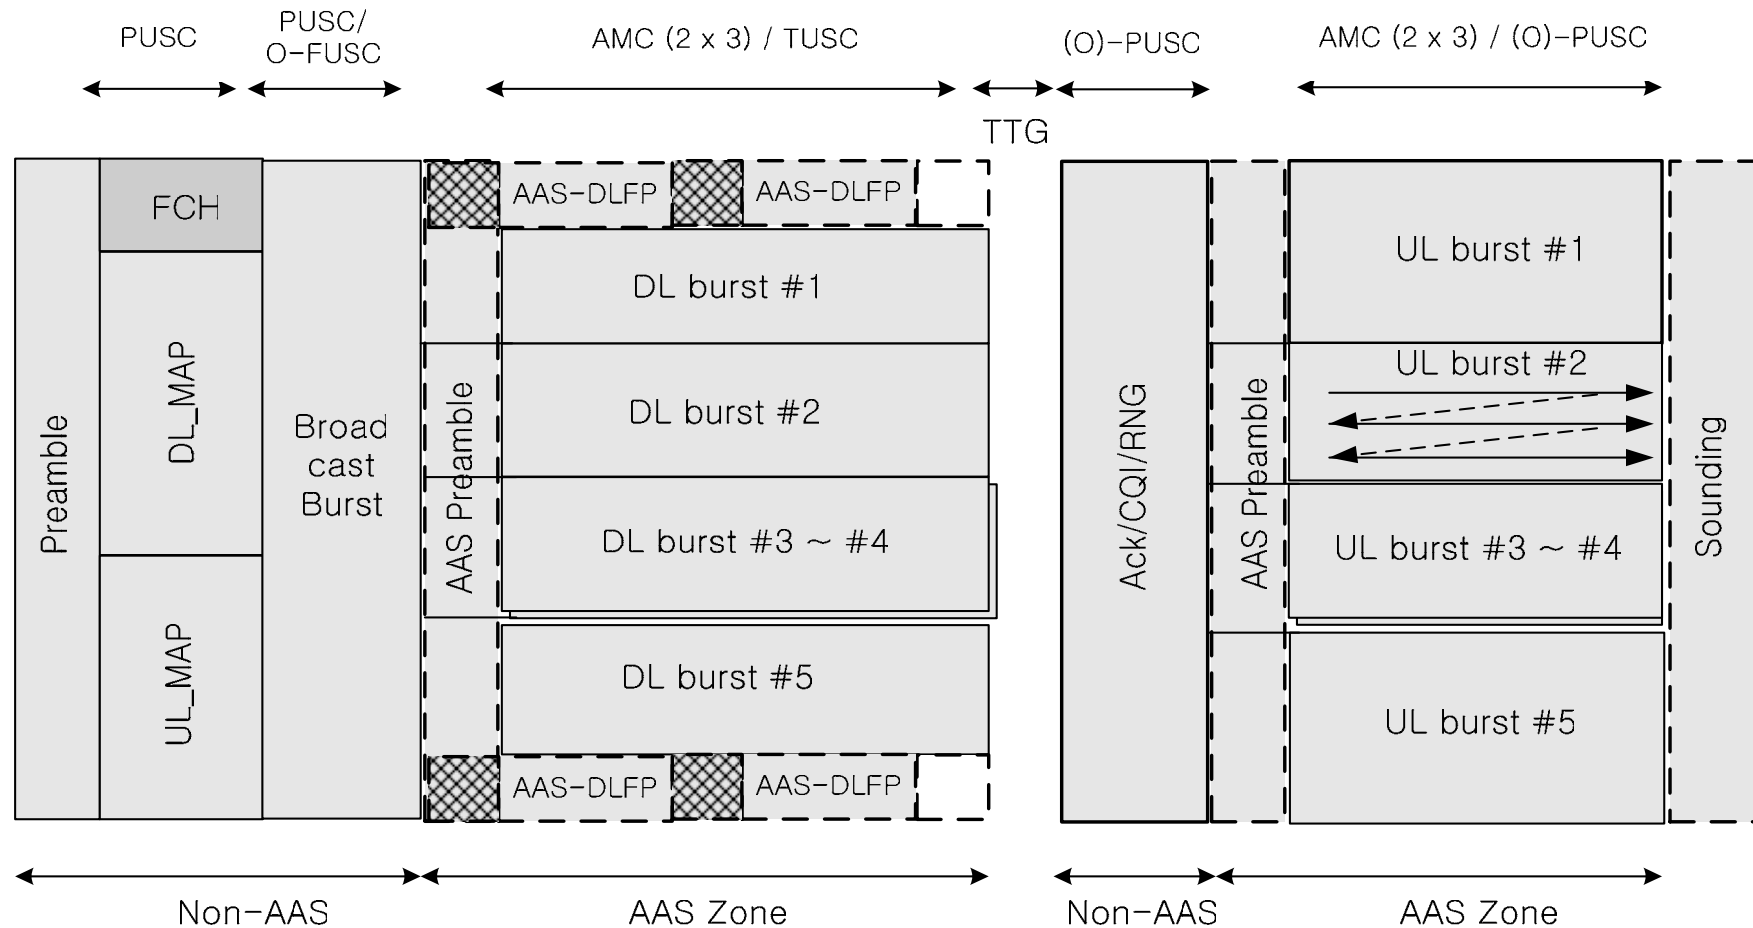 PUSC
PUSC/
O-FUSC
AMC (2 x 3) / TUSC
(O)-PUSC
AMC (2 x 3) / (O)-PUSC
TTG
Preamble
FCH
DL_MAP
UL_MAP
Broad
cast
Burst
AAS Preamble
AAS-DLFP
AAS-DLFP
DL burst #1
DL burst #2
DL burst #3 ~ #4
DL burst #5
AAS-DLFP
AAS-DLFP
Ack/CQI/RNG
AAS Preamble
UL burst #1
UL burst #2
UL burst #3 ~ #4
UL burst #5
Sounding
Non-AAS
AAS Zone
Non-AAS
AAS Zone